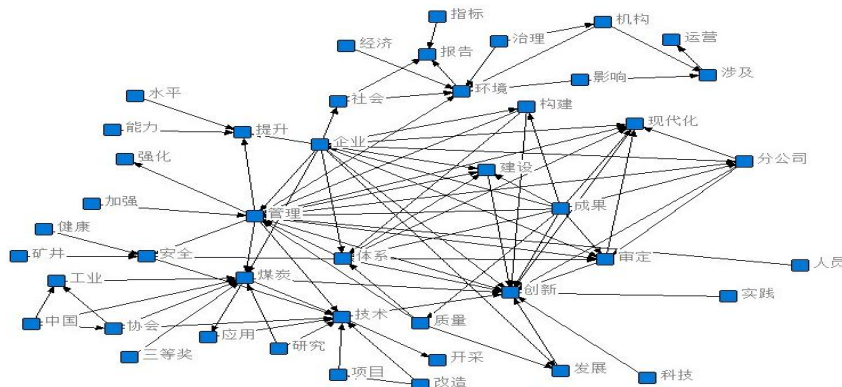 指标
经济
报告
治理
机构
运营
涉及
水平
社会
环境
影响
构建
现代化
能力
提升
企业
强化
建设
分公司
加强
管理
成果
健康
矿井
安全
体系
审定
人员
工业
煤炭
创新
实践
中国
协会
应用
技术
质量
三等奖
研究
开采
项目
改造
发展
科技